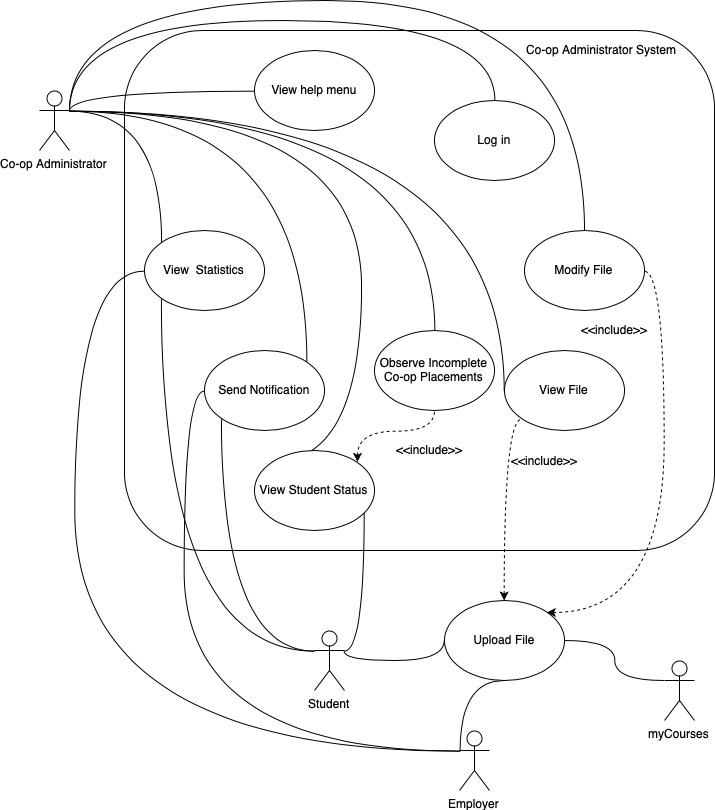 Co-op Administrator System
View help menu
Log in
Co-op Administrator
View  Statistics
Modify File
<<include>>
Observe Incomplete
Co-op Placements
Send Notification
View File
<<include>>
<<include>>
View Student Status
Upload File
Student
myCourses
Employer